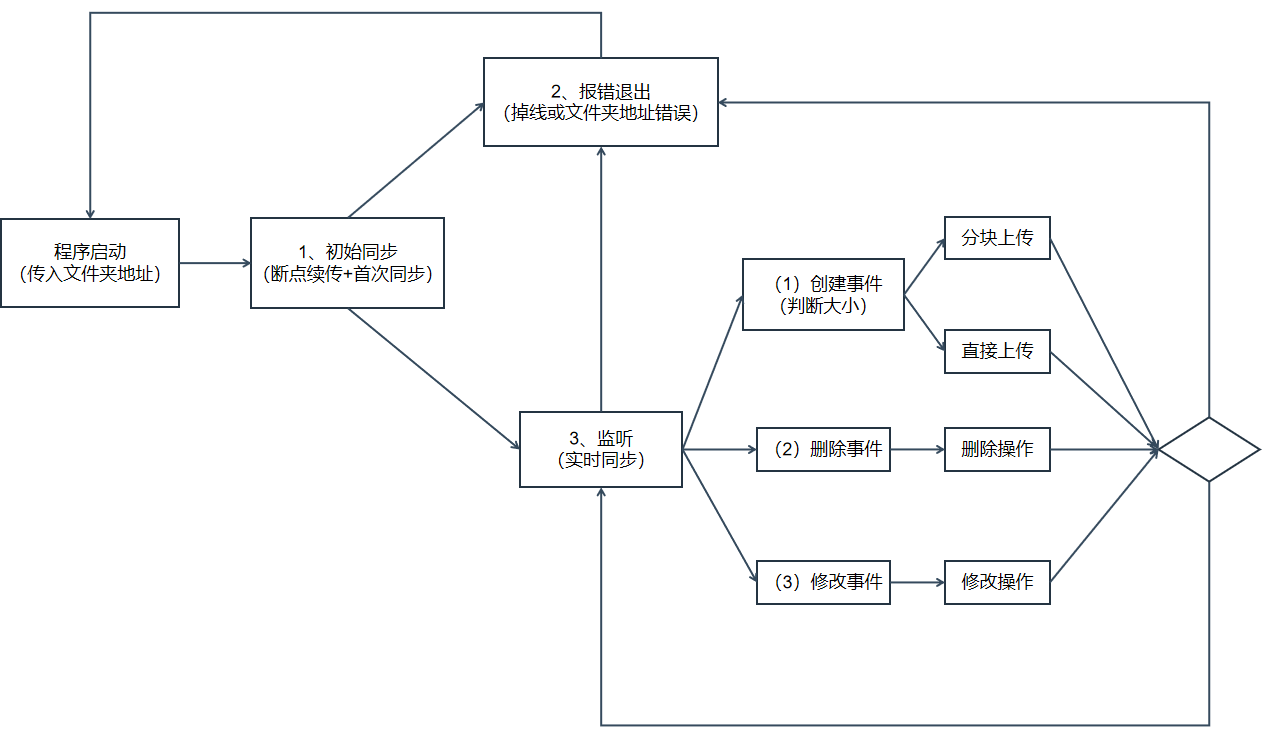 2、报错退出
（掉线或文件夹地址错误）
程序启动
（传入文件夹地址）
1、初始同步
（断点续传+首次同步）
3、监听
（实时同步）
（1）创建事件
（判断大小）
分块上传
直接上传
（2）删除事件
删除操作
（3）修改事件
修改操作